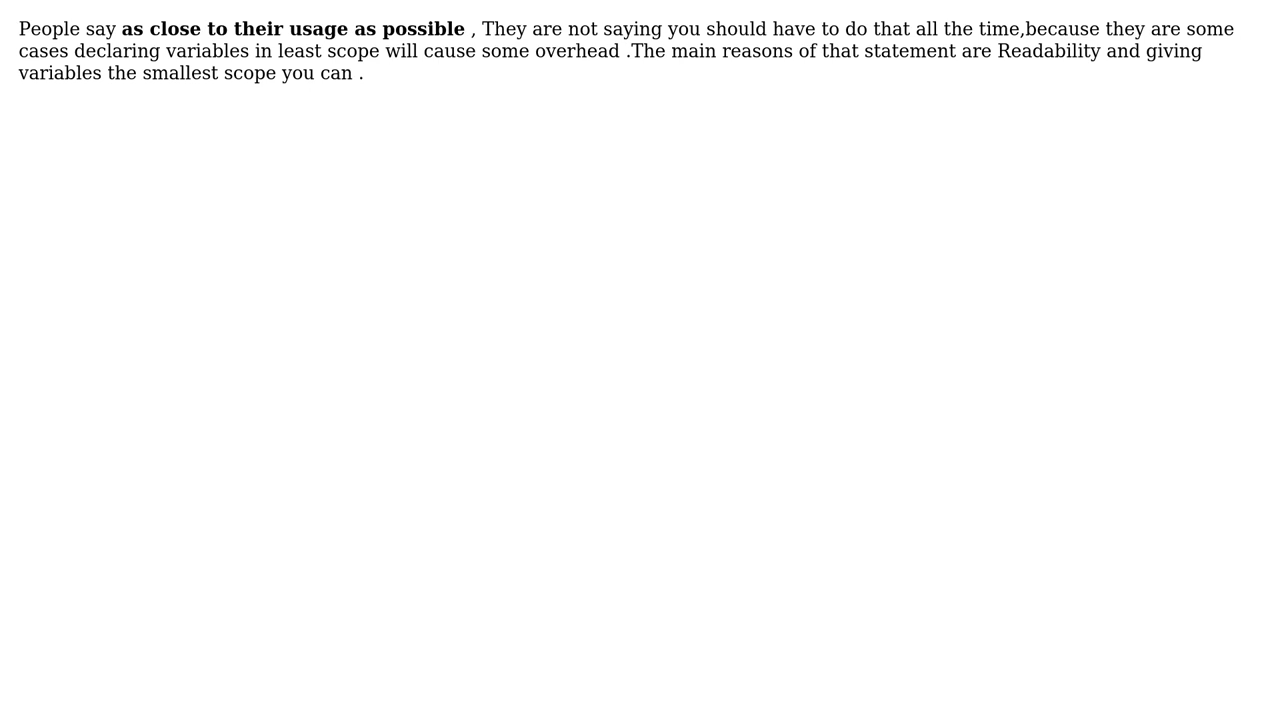 People say as close to their usage as possible , They are not saying you should have to do that all the time,because they are some
cases declaring variables in least scope will cause some overhead .The main reasons of that statement are Readability and giving
variables the smallest scope you can .